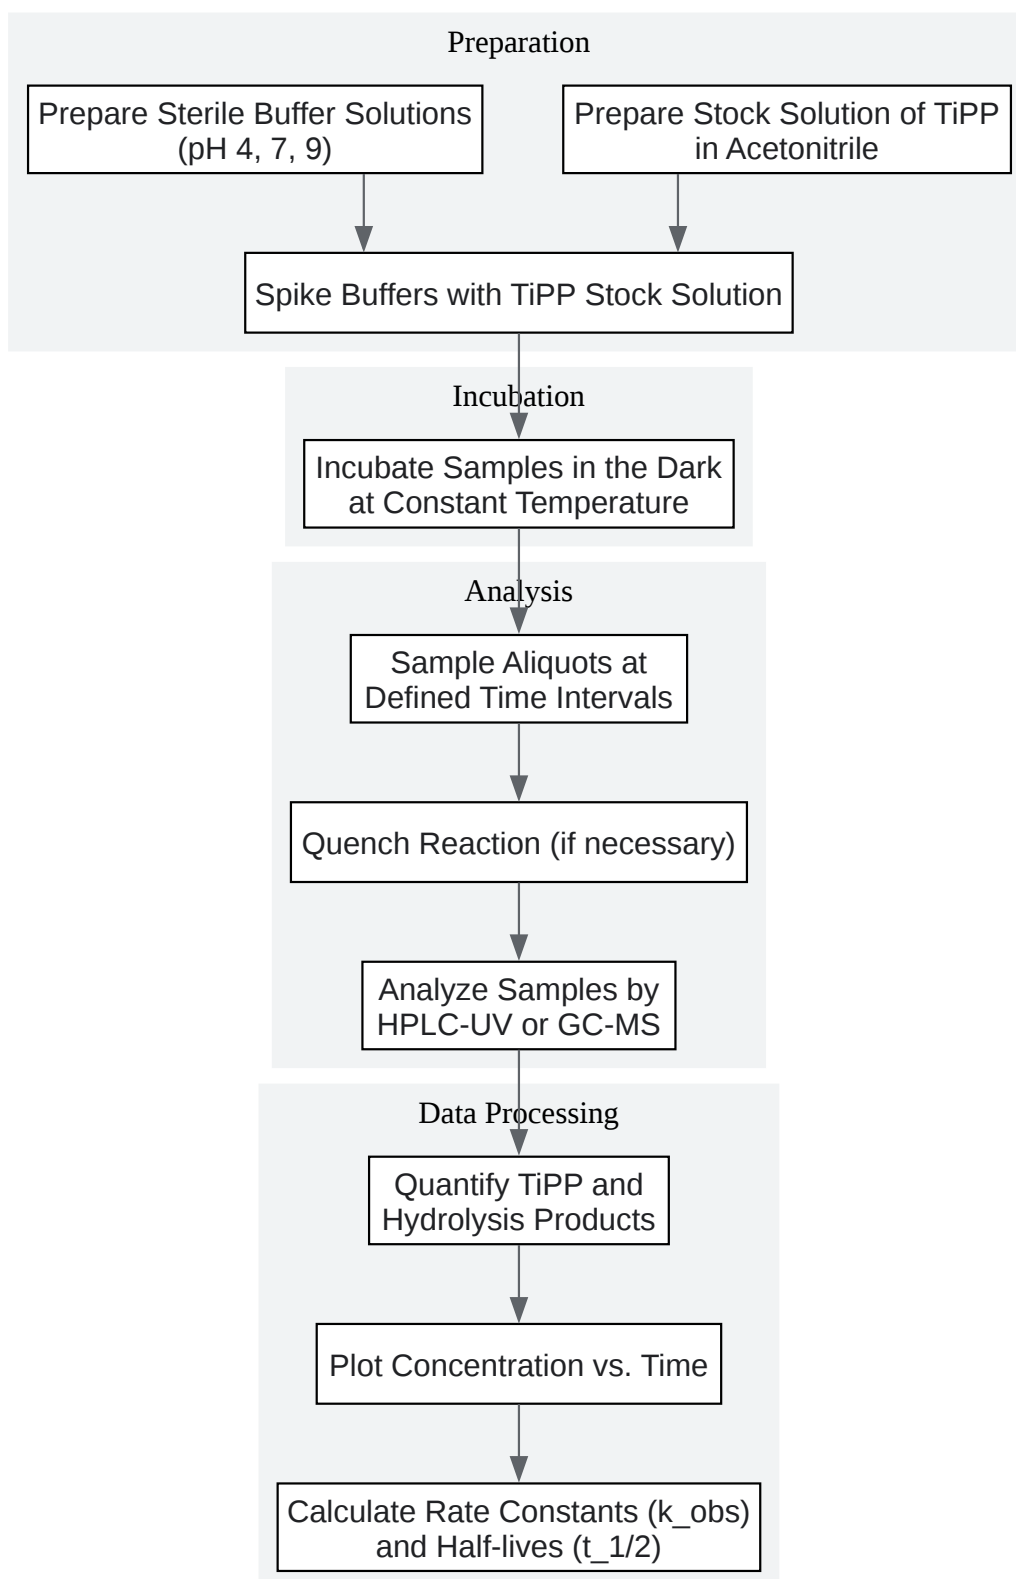 Preparation
Prepare Sterile Buffer Solutions
(pH 4, 7, 9)
Prepare Stock Solution of TiPP
in Acetonitrile
Spike Buffers with TiPP Stock Solution
Incubation
Incubate Samples in the Dark
at Constant Temperature
Analysis
Sample Aliquots at
Defined Time Intervals
Quench Reaction (if necessary)
Analyze Samples by
HPLC-UV or GC-MS
Data Processing
Quantify TiPP and
Hydrolysis Products
Plot Concentration vs. Time
Calculate Rate Constants (k_obs)
and Half-lives (t_1/2)